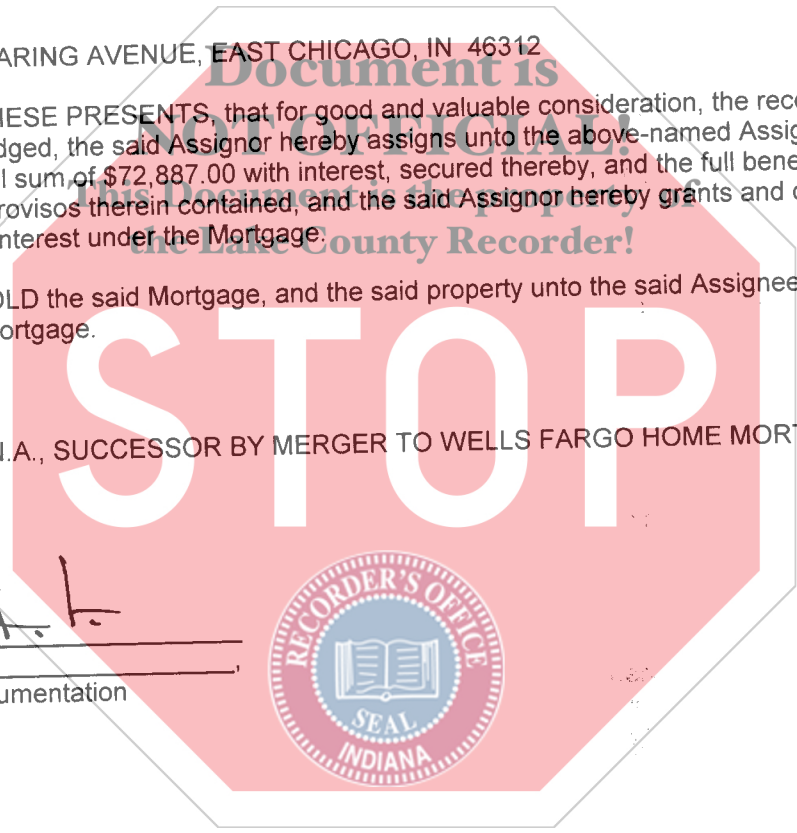 ARING AVENUE, EAST CHICAGO, IN 46312
Document is
HESE PRESENTS, that for good and valuable consideration, the rece
NOT OFFICIAL!
dged, the said Assignor hereby assigns unto the above-named Assig
l sum of $72,887.00 with interest, secured thereby, and the full bene
This Document is the property of
rovisos therein contained, and the said Assignor hereby grants and c
nterest under the Mortgage.
the Lake County Recorder!
OLD the said Mortgage, and the said property unto the said Assignee
ortgage.
STOP
N.A., SUCCESSOR BY MERGER TO WELLS FARGO HOME MORT
umentation
RECORDER'S OFFICE
SEAL
INDIANA